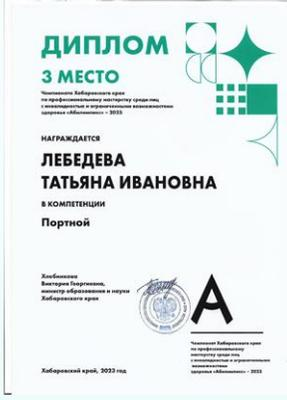 ДИПЛОМ
3 МЕСТО
Чемпионата Хабаровского края
по профессиональному мастерству среди лиц
с инвалидностью и ограниченными возможностями
здоровья «Абилимпикс» – 2023
НАГРАЖДАЕТСЯ
ЛЕБЕДЕВА
ТАТЬЯНА ИВАНОВНА
В КОМПЕТЕНЦИИ
Портной
Хлебникова
Виктория Георгиевна,
министр образования и науки
Хабаровского края
А
Чемпионат Хабаровского края
по профессиональному
мастерству среди лиц
с инвалидностью и ограниченными
возможностями
здоровья «Абилимпикс» – 2023
Хабаровский край, 2023 год